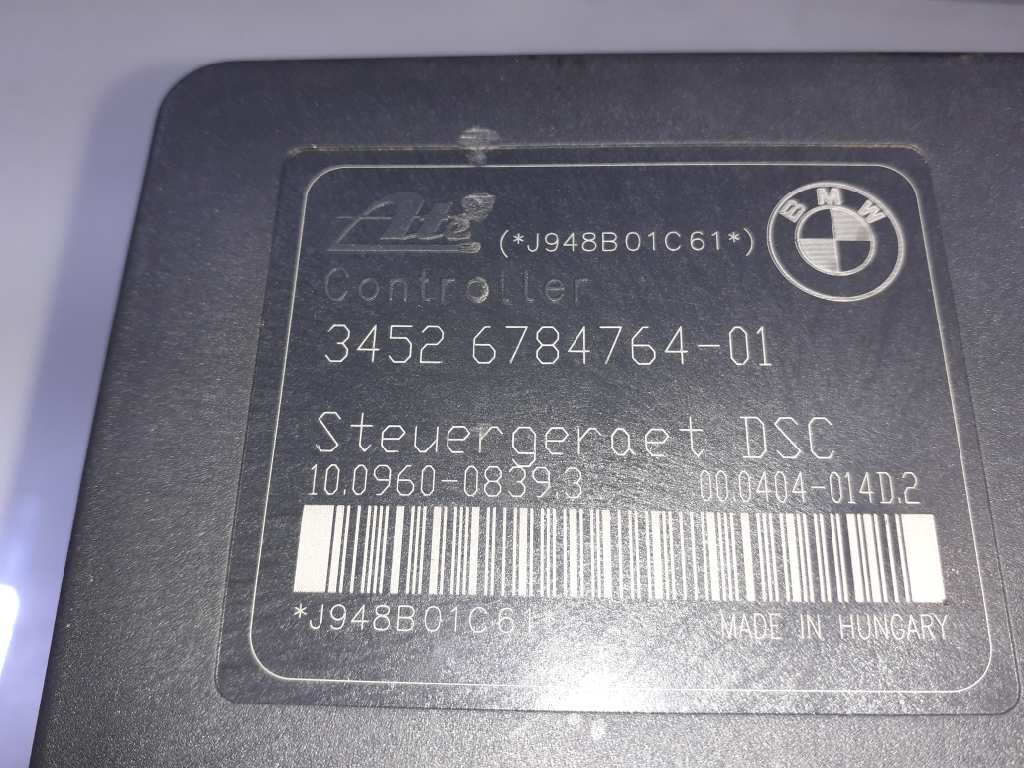 Ate (*J948B01C61*) BMW
Controller
3452 6784764-01
Steuergeraet DSC
10.0960-0839.3 00.0404-014D.2
*J948B01C61*
MADE IN HUNGARY